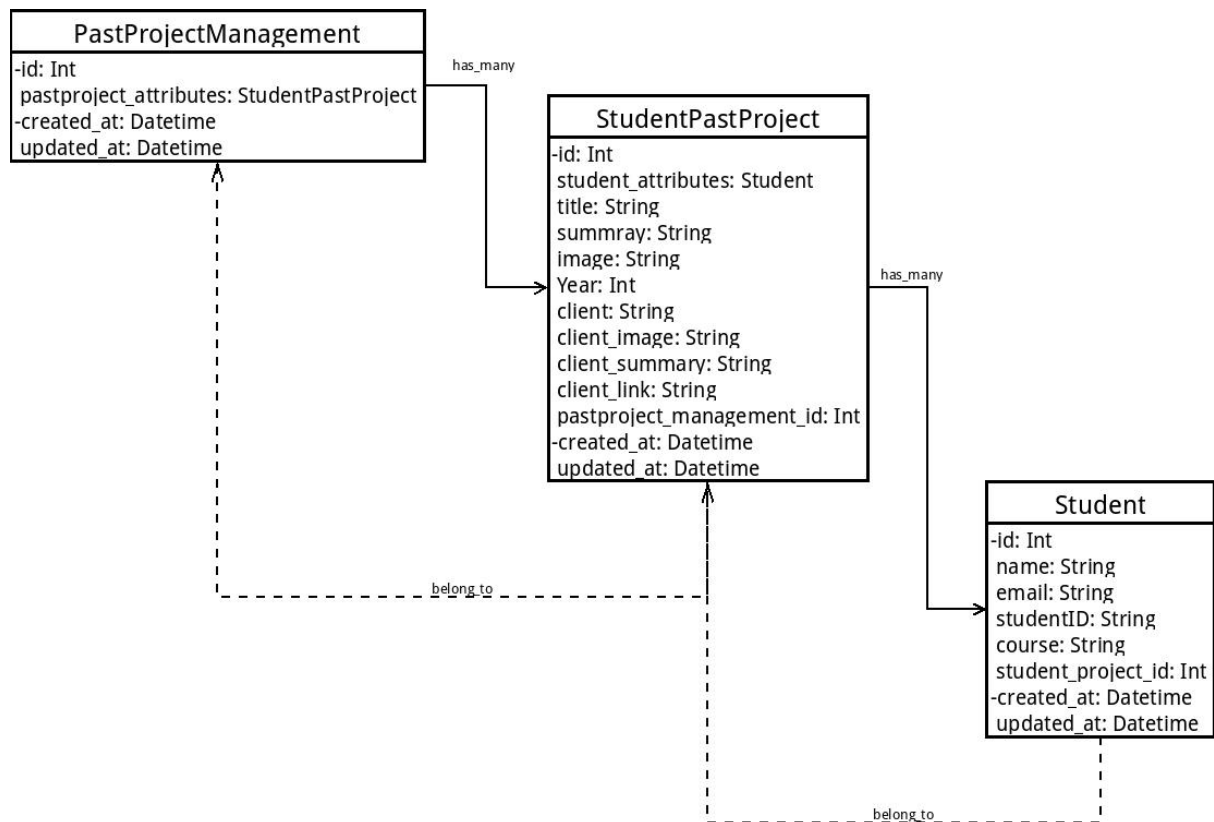 PastProjectManagement
-id: Int
pastproject_attributes: StudentPastProject
-created_at: Datetime
updated_at: Datetime
has_many
StudentPastProject
-id: Int
student_attributes: Student
title: String
summray: String
image: String
Year: Int
client: String
client_image: String
client_summary: String
client_link: String
pastproject_management_id: Int
-created_at: Datetime
updated_at: Datetime
has_many
Student
-id: Int
name: String
email: String
studentID: String
course: String
student_project_id: Int
-created_at: Datetime
updated_at: Datetime
belong_to
belong_to